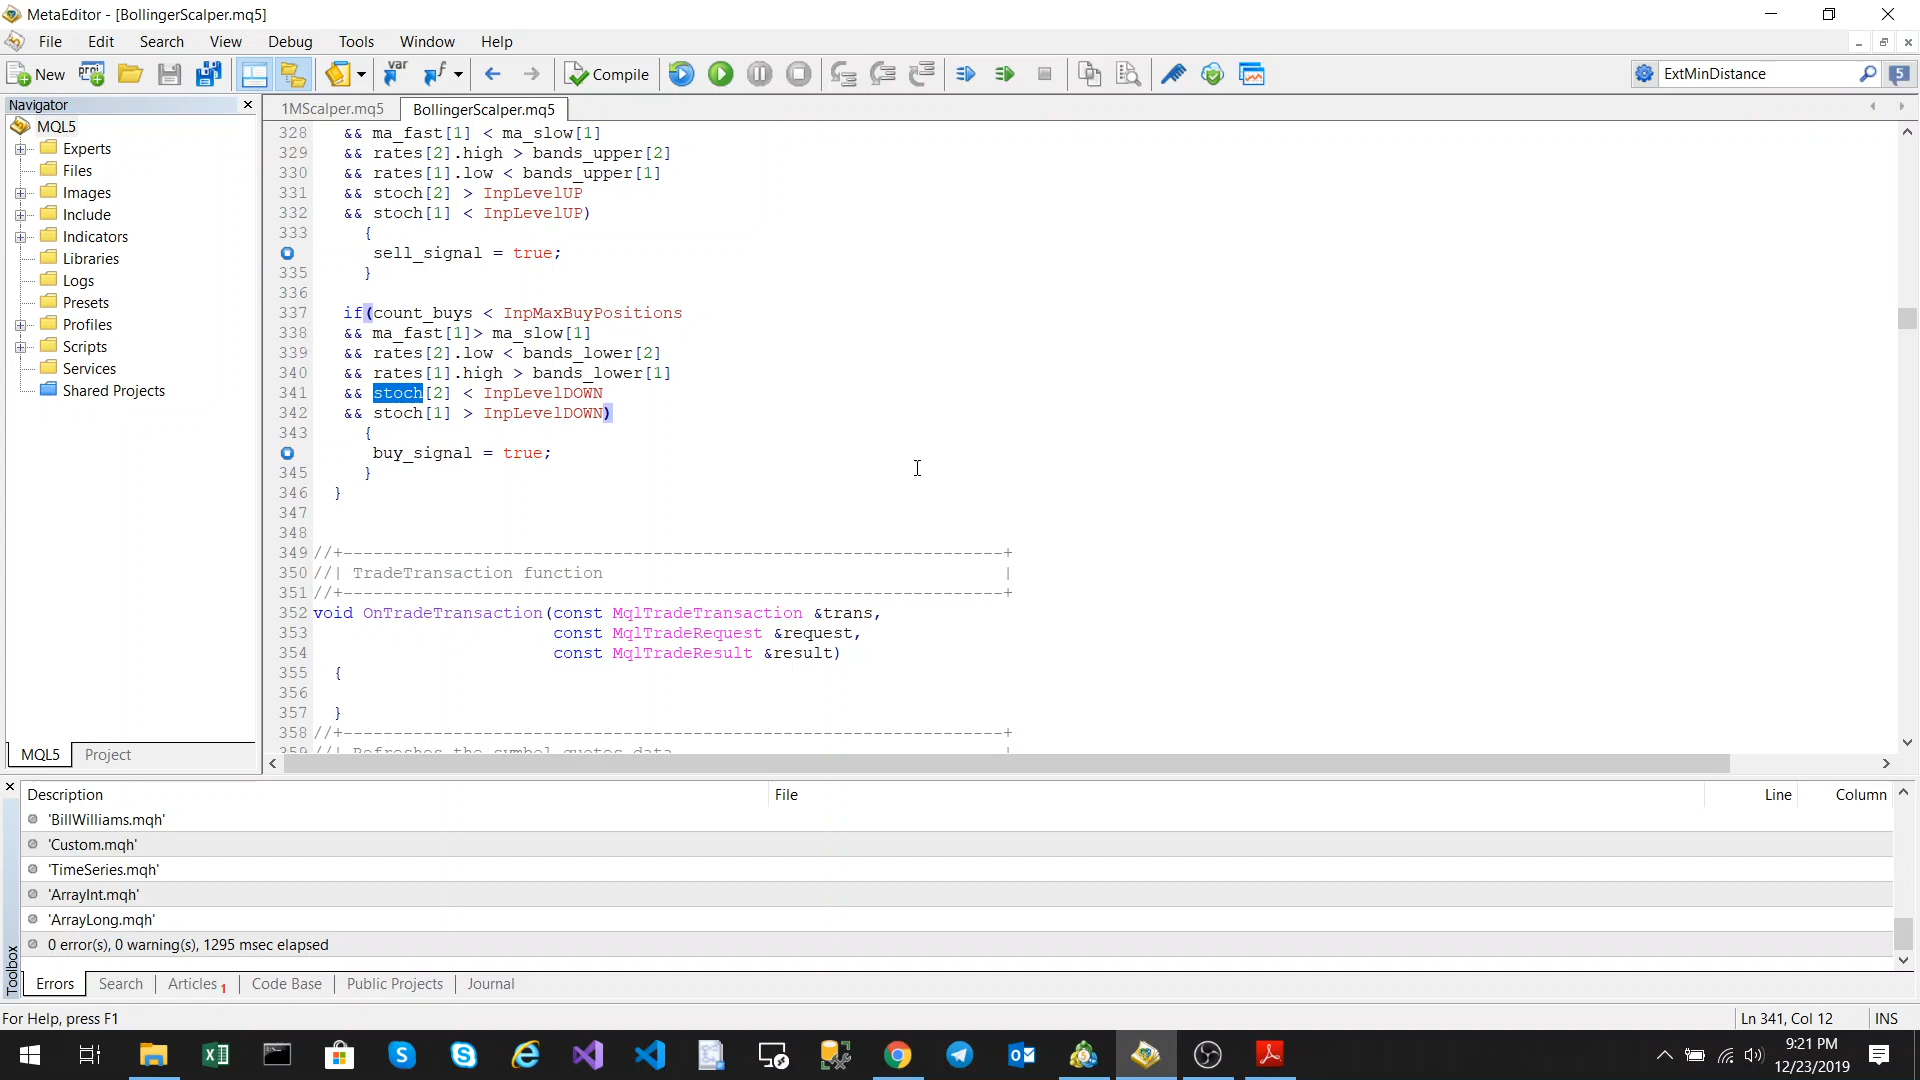 MetaEditor - [BollingerScalper.mq5]
File Edit Search View Debug Tools Window Help
New var f Compile ExtMinDistance 5
Navigator
1MScalper.mq5 BollingerScalper.mq5
MQL5
Experts
Files
Images
Include
Indicators
Libraries
Logs
Presets
Profiles
Scripts
Services
Shared Projects
MQL5 Project
328 && ma_fast[1] < ma_slow[1]
329 && rates[2].high > bands_upper[2]
330 && rates[1].low < bands_upper[1]
331 && stoch[2] > InpLevelUP
332 && stoch[1] < InpLevelUP)
333 {
sell_signal = true;
335 }
336
337 if(count_buys < InpMaxBuyPositions
338 && ma_fast[1]> ma_slow[1]
339 && rates[2].low < bands_lower[2]
340 && rates[1].high > bands_lower[1]
341 && stoch[2] < InpLevelDOWN
342 && stoch[1] > InpLevelDOWN)
343 {
buy_signal = true;
345 }
346 }
347
348
349 //+------------------------------------------------------------------+
350 //| TradeTransaction function |
351 //+------------------------------------------------------------------+
352 void OnTradeTransaction(const MqlTradeTransaction &trans,
353 const MqlTradeRequest &request,
354 const MqlTradeResult &result)
355 {
356
357 }
358 //+------------------------------------------------------------------+
359 //| Refreshes the symbol quotes data |
Description File Line Column
'BillWilliams.mqh'
'Custom.mqh'
'TimeSeries.mqh'
'ArrayInt.mqh'
'ArrayLong.mqh'
0 error(s), 0 warning(s), 1295 msec elapsed
Toolbox
Errors Search Articles 1 Code Base Public Projects Journal
For Help, press F1 Ln 341, Col 12 INS
9:21 PM
12/23/2019